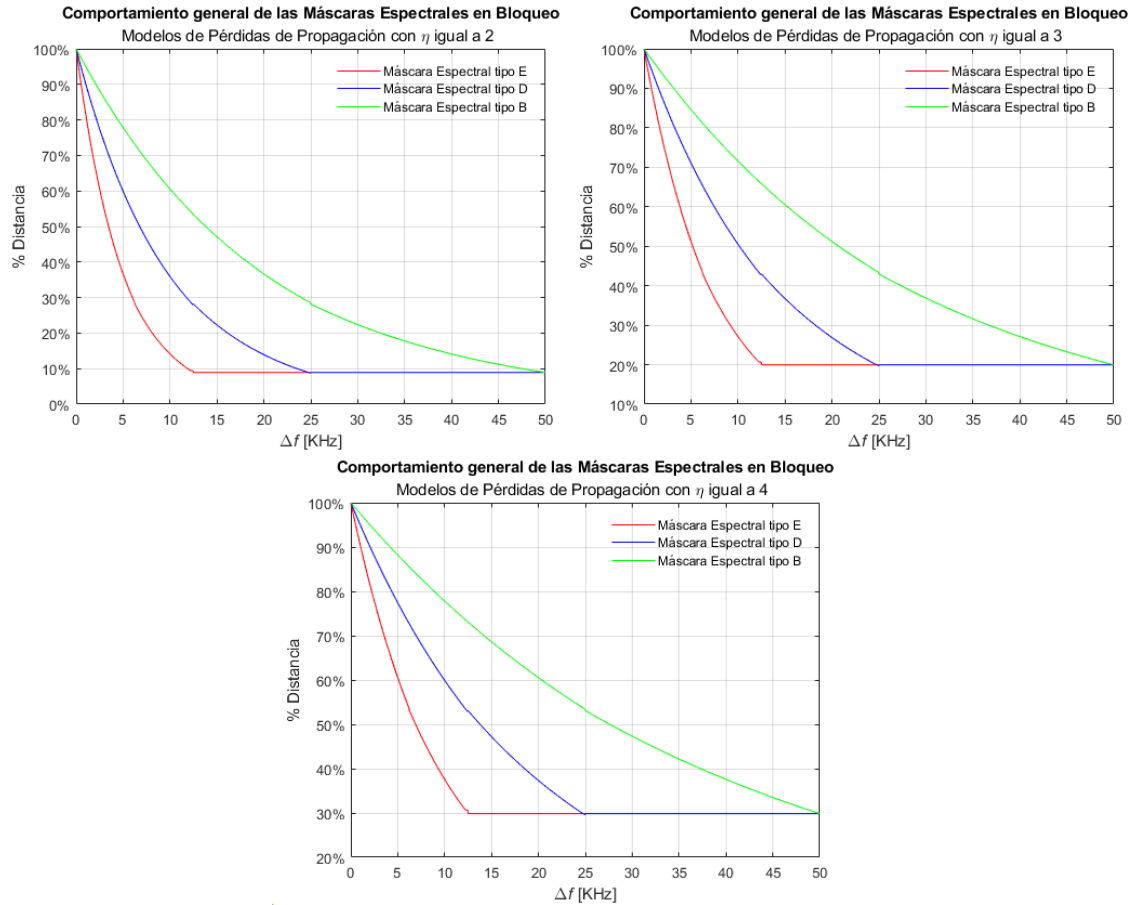 Comportamiento general de las Máscaras Espectrales en Bloqueo
Modelos de Pérdidas de Propagación con η igual a 2
100%
90%
80%
70%
60%
50%
40%
30%
20%
10%
0%
% Distancia
Máscara Espectral tipo E
Máscara Espectral tipo D
Máscara Espectral tipo B
0 5 10 15 20 25 30 35 40 45 50
Δf [KHz]
Comportamiento general de las Máscaras Espectrales en Bloqueo
Modelos de Pérdidas de Propagación con η igual a 3
100%
90%
80%
70%
60%
50%
40%
30%
20%
10%
% Distancia
Máscara Espectral tipo E
Máscara Espectral tipo D
Máscara Espectral tipo B
0 5 10 15 20 25 30 35 40 45 50
Δf [KHz]
Comportamiento general de las Máscaras Espectrales en Bloqueo
Modelos de Pérdidas de Propagación con η igual a 4
100%
90%
80%
70%
60%
50%
40%
30%
20%
% Distancia
Máscara Espectral tipo E
Máscara Espectral tipo D
Máscara Espectral tipo B
0 5 10 15 20 25 30 35 40 45 50
Δf [KHz]